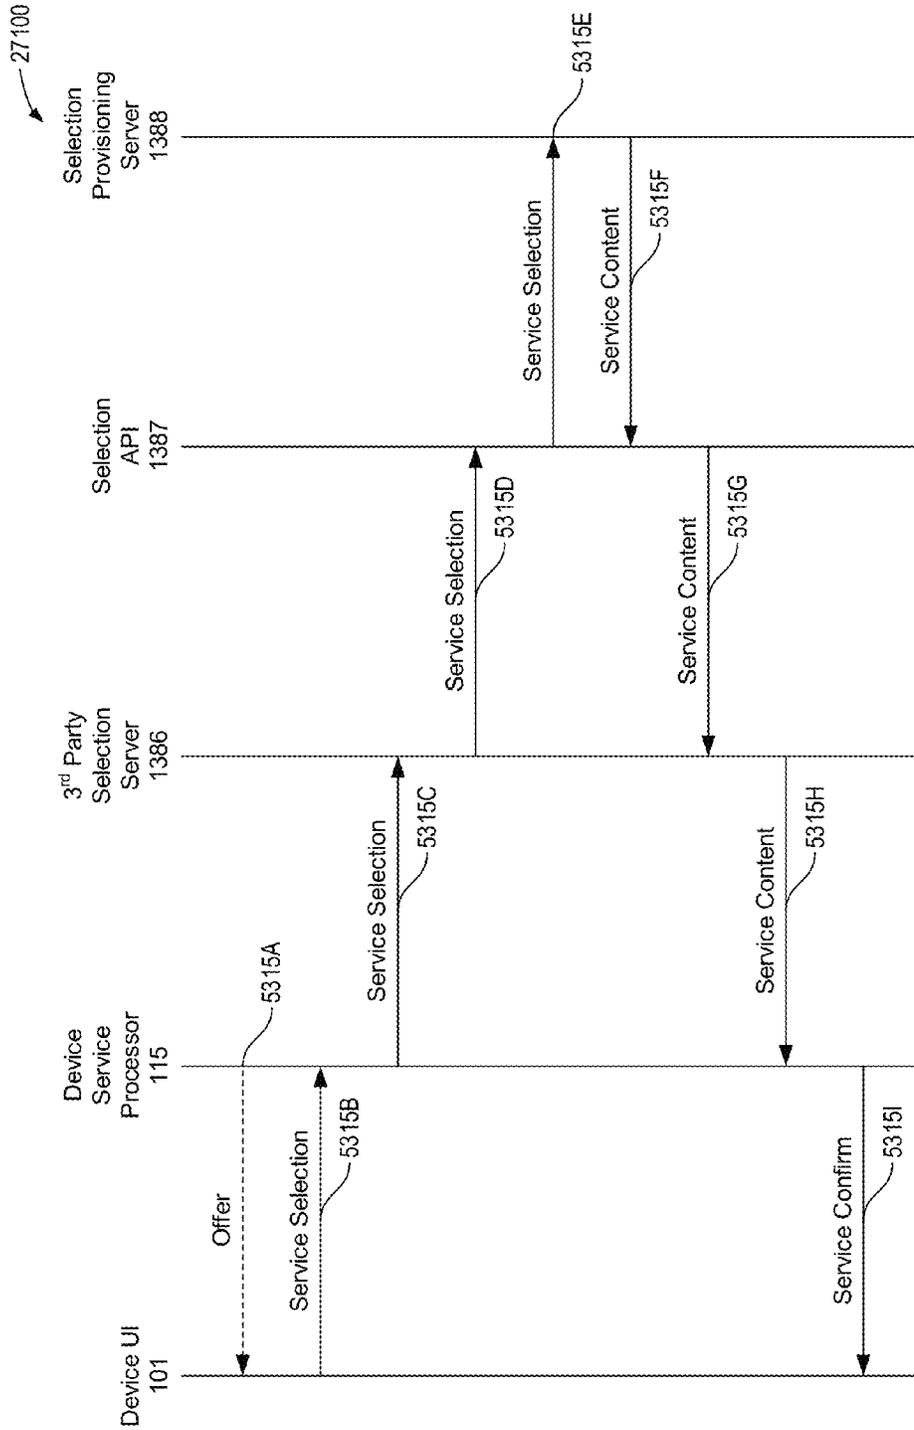 27100
Device UI
101
Device
Service
Processor
115
3rd Party
Selection
Server
1386
Selection
API
1387
Selection
Provisioning
Server
1388
Offer
5315A
Service Selection
5315B
Service Selection
5315C
Service Selection
5315D
Service Selection
5315E
Service Content
5315F
Service Content
5315G
Service Content
5315H
Service Confirm
5315I